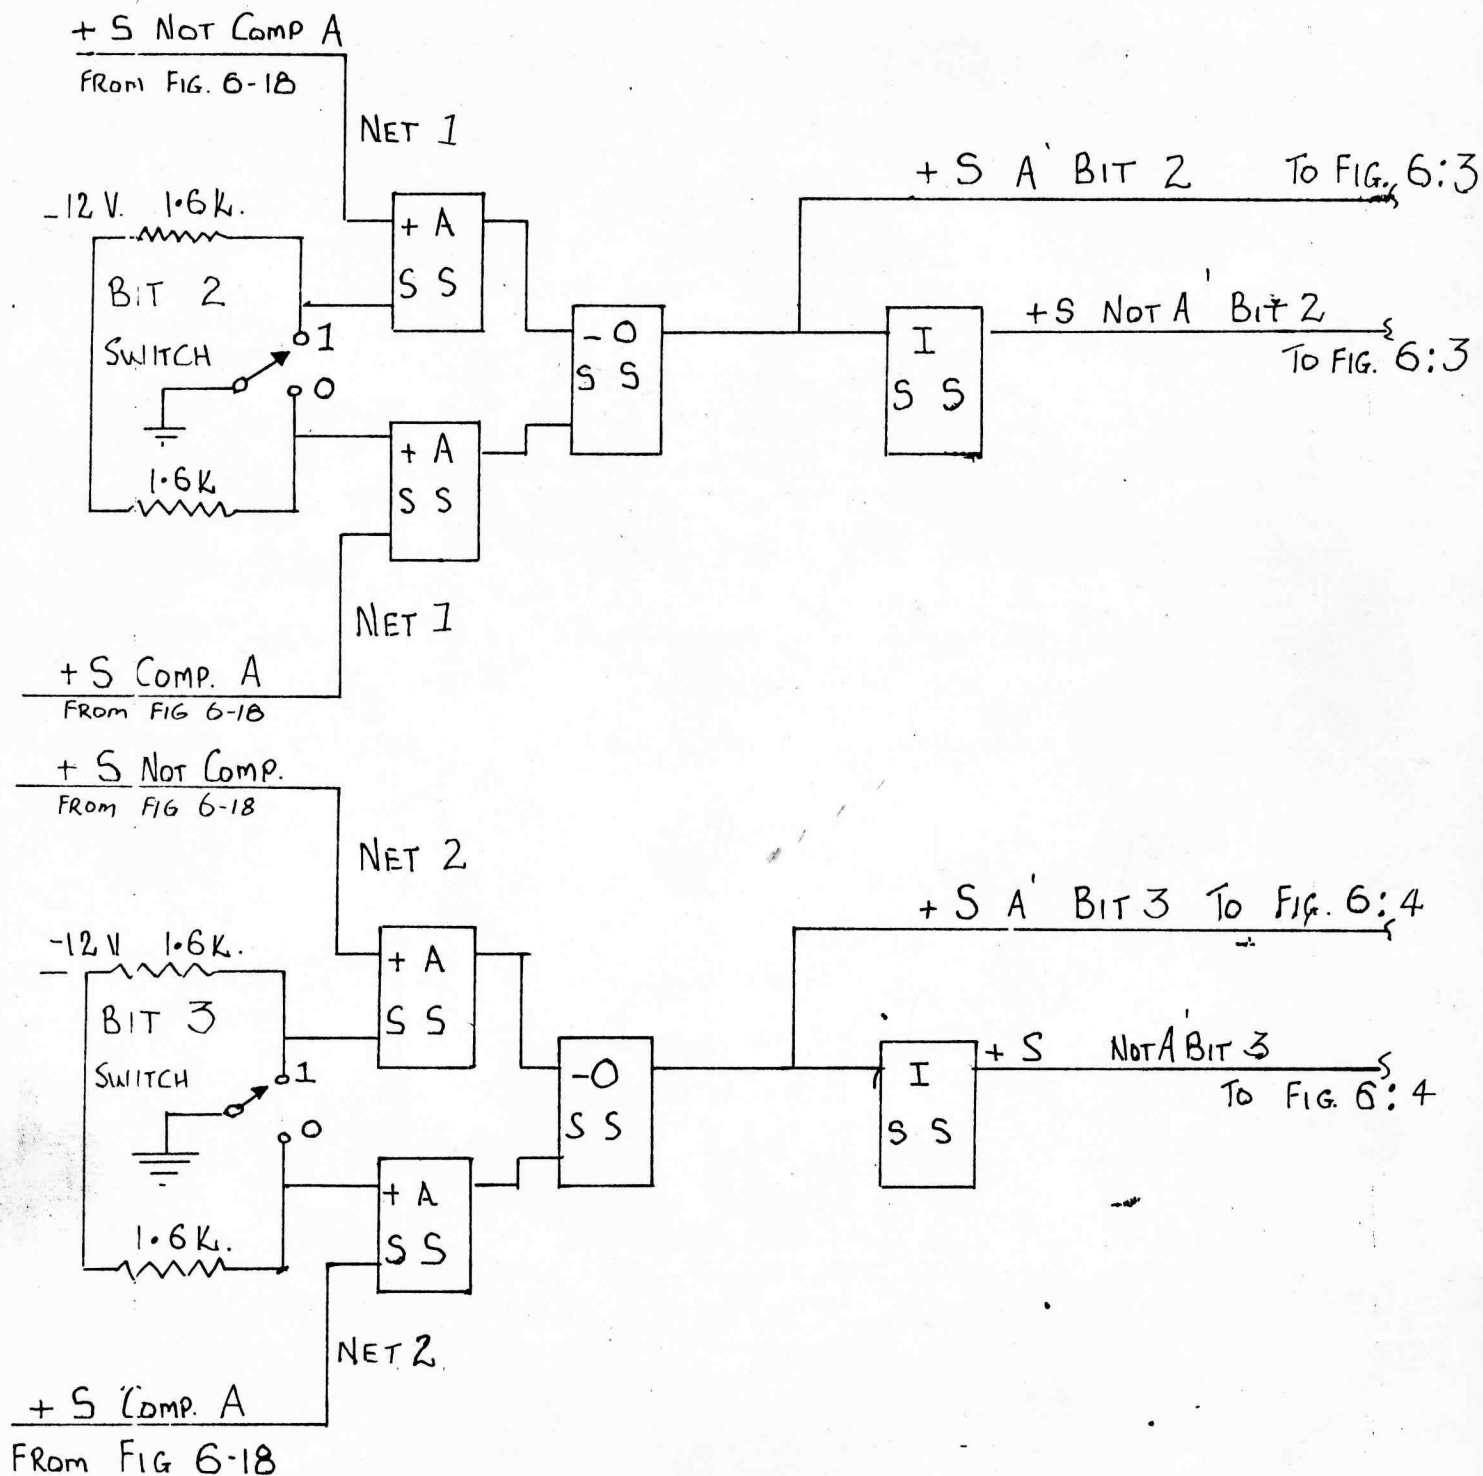 + S NOT COMP A
FROM FIG. 6-18
NET 1
+ S A' BIT 2 TO FIG. 6:3
-12 V. 1.6K.
+ A
S S
BIT 2
SWITCH
1
0
- O
S S
I
S S
+S NOT A' BIT 2
TO FIG. 6:3
1.6K
+ A
S S
NET 1
+ S COMP. A
FROM FIG 6-18
+ S NOT COMP.
FROM FIG 6-18
NET 2
+ S A' BIT 3 TO FIG. 6:4
-12 V 1.6K.
+ A
S S
BIT 3
SWITCH
1
0
-O
S S
I
S S
+ S NOT A' BIT 3
TO FIG. 6:4
1.6K.
+ A
S S
NET 2.
+ S COMP. A
FROM FIG 6-18